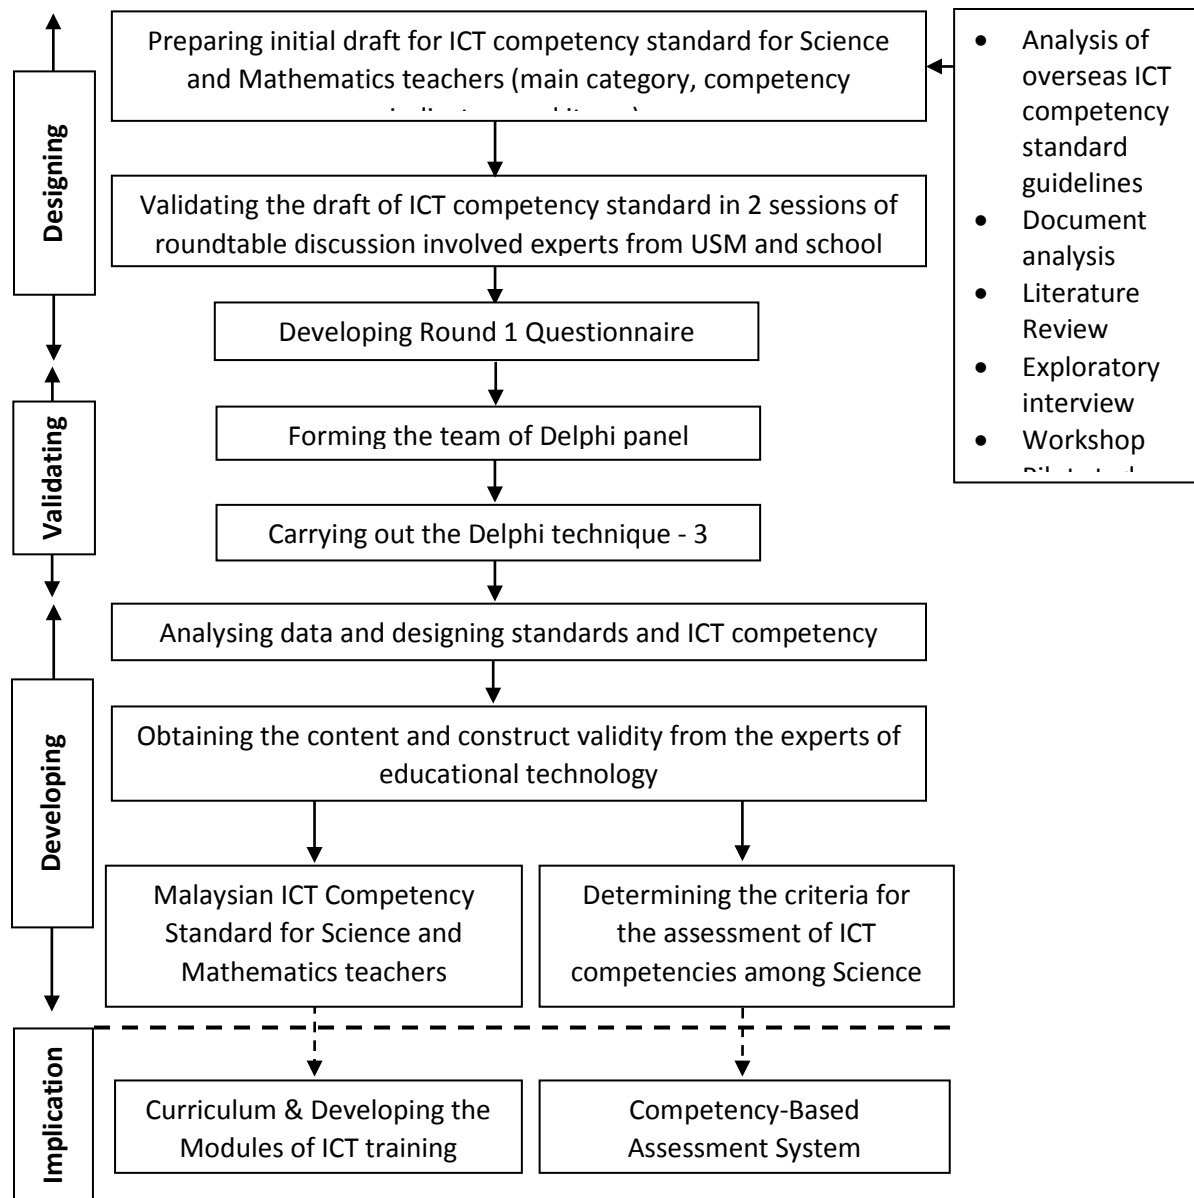 Preparing initial draft for ICT competency standard for Science
and Mathematics teachers (main category, competency
Designing
Validating the draft of ICT competency standard in 2 sessions of
roundtable discussion involved experts from USM and school
Developing Round 1 Questionnaire
• Analysis of
overseas ICT
competency
standard
guidelines
• Document
analysis
• Literature
Review
• Exploratory
interview
• Workshop
Validating
Forming the team of Delphi panel
Carrying out the Delphi technique - 3
Developing
Analysing data and designing standards and ICT competency
Obtaining the content and construct validity from the experts of
educational technology
Malaysian ICT Competency
Standard for Science and
Mathematics teachers
Determining the criteria for
the assessment of ICT
competencies among Science
Implication
Curriculum & Developing the
Modules of ICT training
Competency-Based
Assessment System